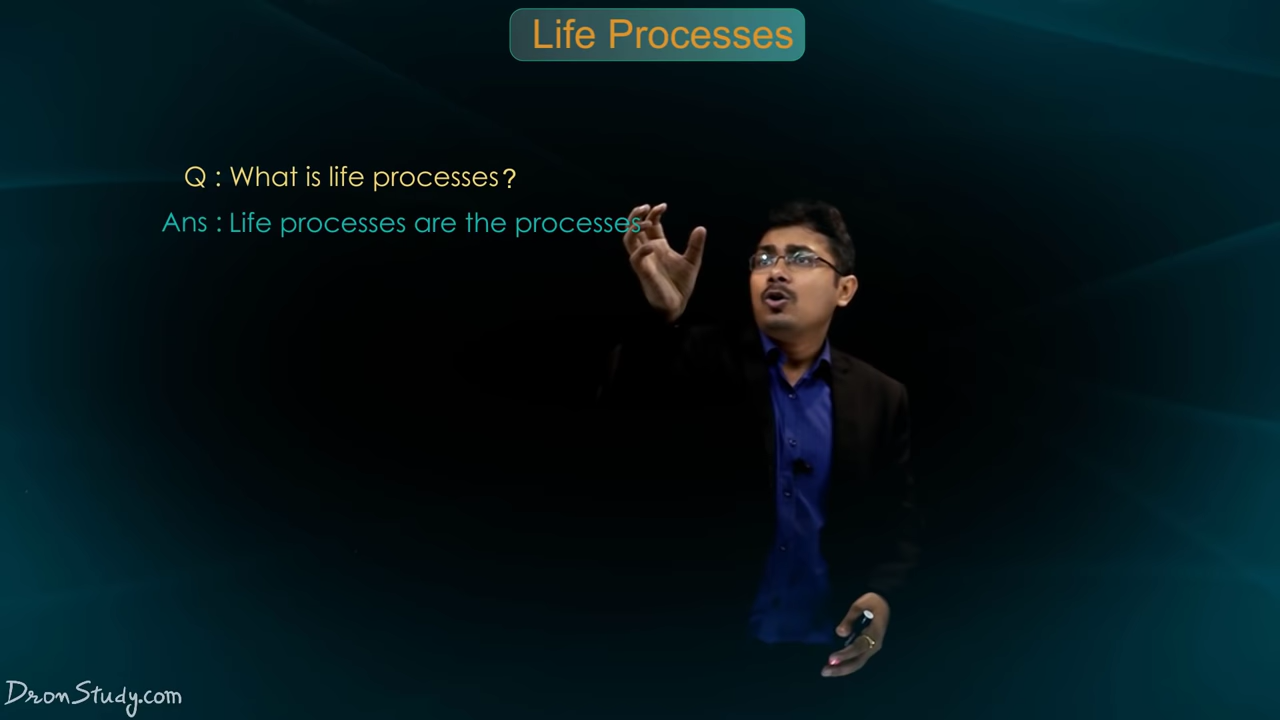 Life Processes
Q : What is life processes?
Ans : Life processes are the processes
DronStudy.com